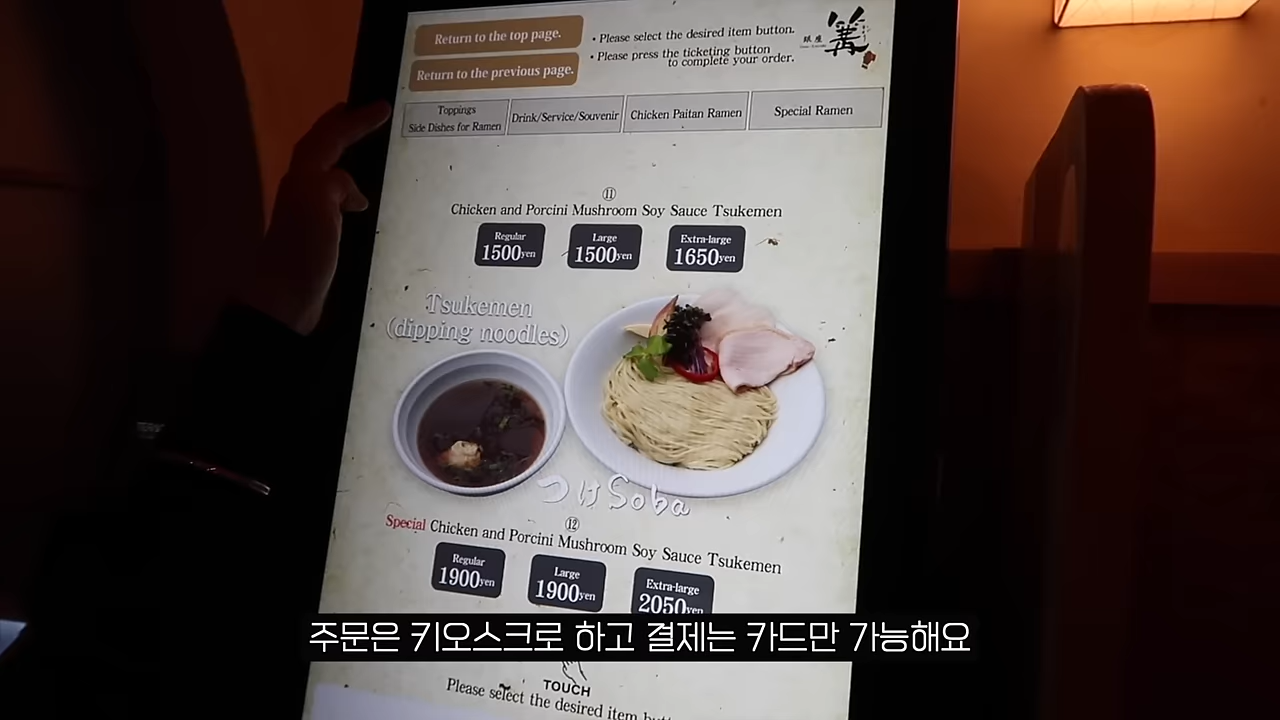 Return to the top page.
Return to the previous page.
• Please select the desired item button.
• Please press the ticketing button
to complete your order.
銀座
篝
Toppings
Side Dishes for Ramen
Drink/Service/Souvenir
Chicken Paitan Ramen
Special Ramen
⑪
Chicken and Porcini Mushroom Soy Sauce Tsukemen
Regular
1500yen
Large
1500yen
Extra-large
1650yen
Tsukemen
(dipping noodles)
つけSoba
⑫
Special Chicken and Porcini Mushroom Soy Sauce Tsukemen
Regular
1900yen
Large
1900yen
Extra-large
2050yen
주문은 키오스크로 하고 결제는 카드만 가능해요
TOUCH
Please select the desired item